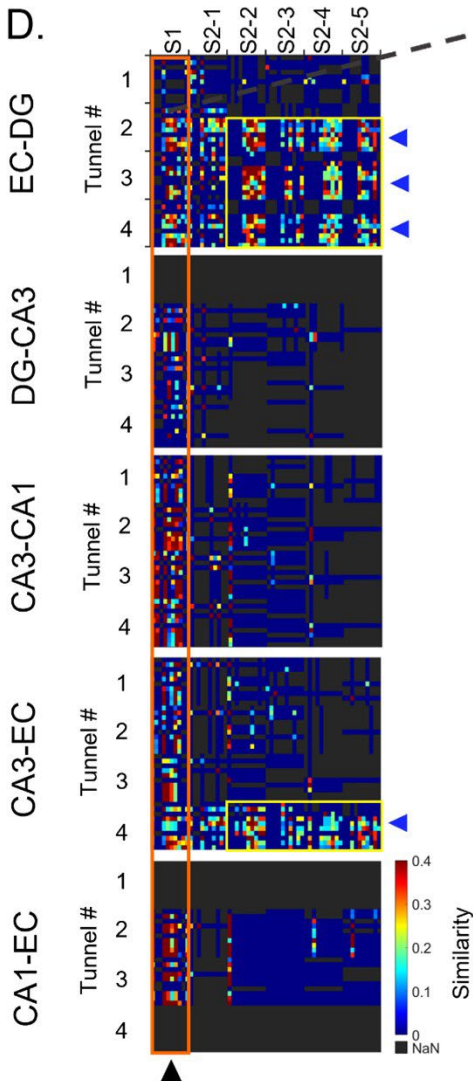 D.
S1 S2-1 S2-2 S2-3 S2-4 S2-5
EC-DG
Tunnel #
1
2
3
4
DG-CA3
Tunnel #
1
2
3
4
CA3-CA1
Tunnel #
1
2
3
4
CA3-EC
Tunnel #
1
2
3
4
CA1-EC
Tunnel #
1
2
3
4
0.4
0.3
0.2
0.1
0
NaN
Similarity